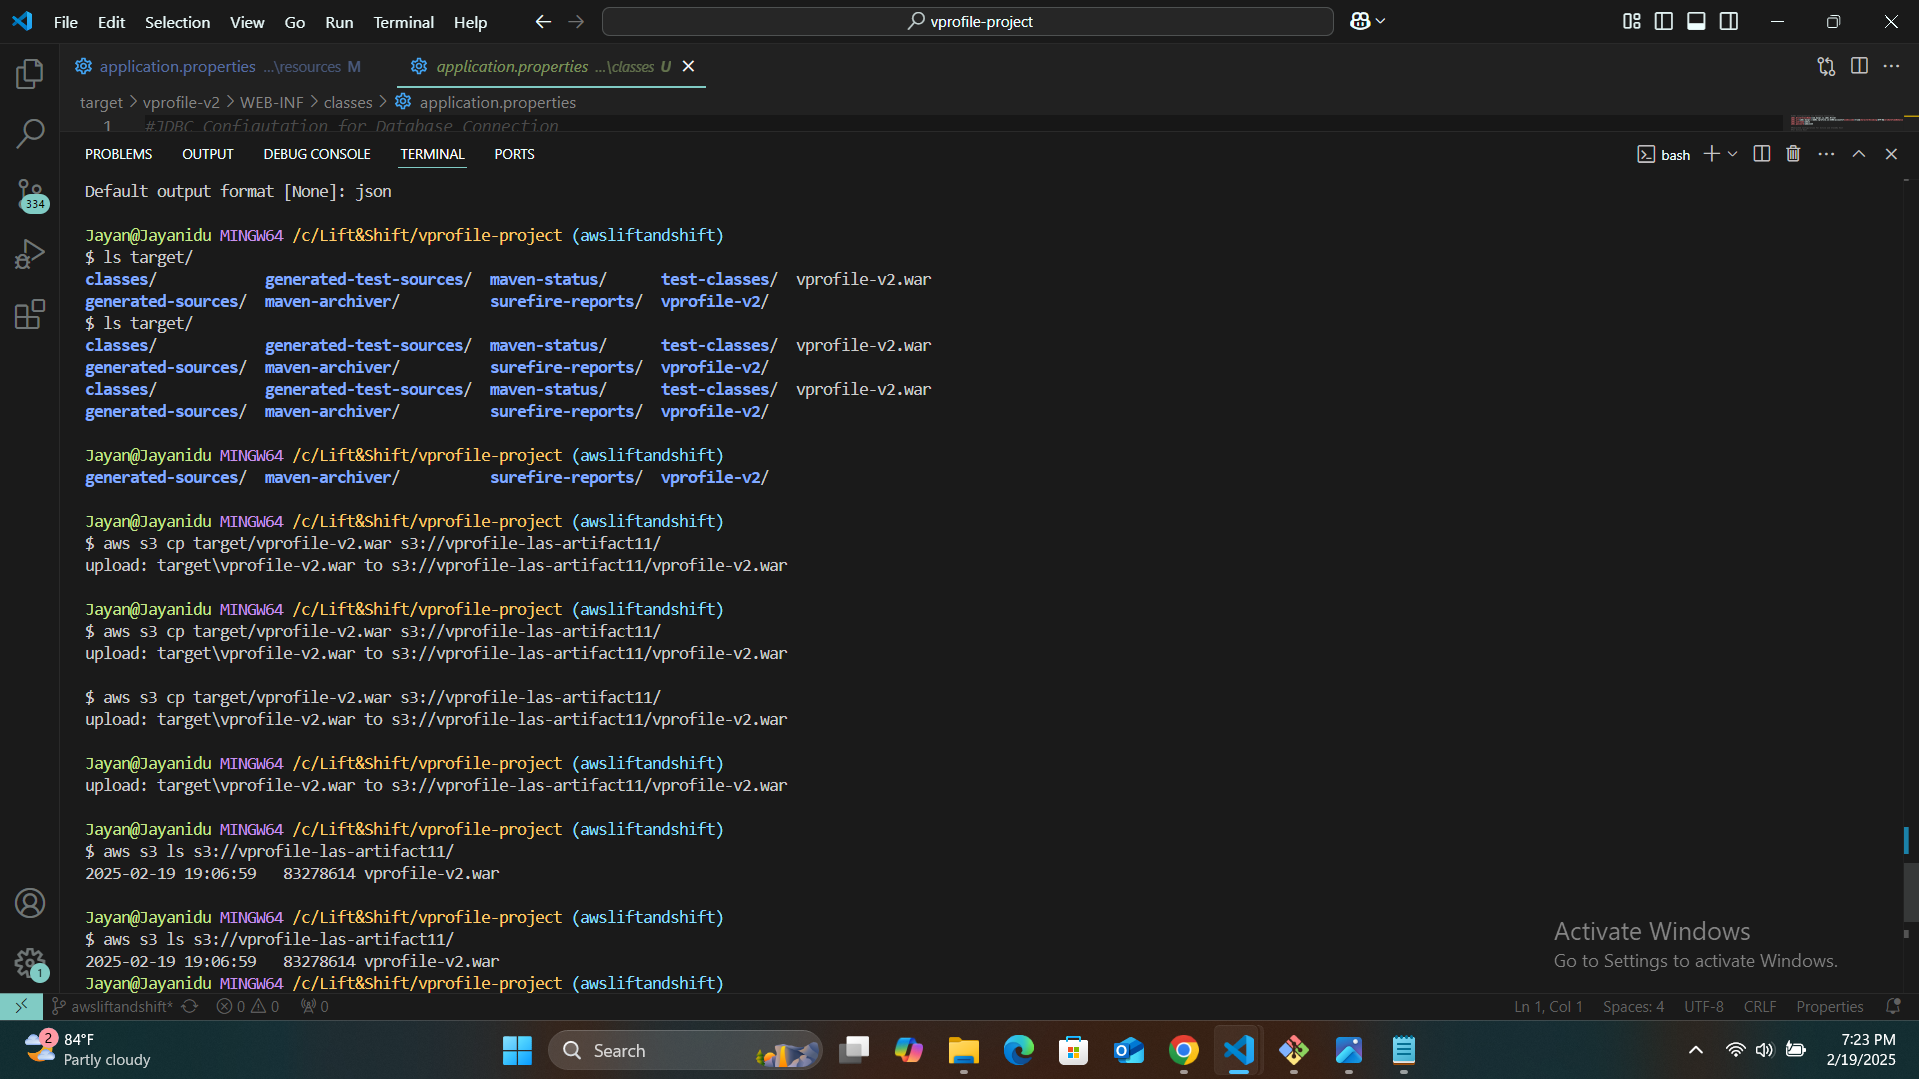 File Edit Selection View Go Run Terminal Help
vprofile-project
application.properties ...\resources M
application.properties ...\classes U
target > vprofile-v2 > WEB-INF > classes > application.properties
1 #JDBC Configutation for Database Connection
PROBLEMS OUTPUT DEBUG CONSOLE TERMINAL PORTS
bash
334
Default output format [None]: json
Jayan@Jayanidu MINGW64 /c/Lift&Shift/vprofile-project (awsliftandshift)
$ ls target/
classes/ generated-test-sources/ maven-status/ test-classes/ vprofile-v2.war
generated-sources/ maven-archiver/ surefire-reports/ vprofile-v2/
$ ls target/
classes/ generated-test-sources/ maven-status/ test-classes/ vprofile-v2.war
generated-sources/ maven-archiver/ surefire-reports/ vprofile-v2/
classes/ generated-test-sources/ maven-status/ test-classes/ vprofile-v2.war
generated-sources/ maven-archiver/ surefire-reports/ vprofile-v2/
Jayan@Jayanidu MINGW64 /c/Lift&Shift/vprofile-project (awsliftandshift)
generated-sources/ maven-archiver/ surefire-reports/ vprofile-v2/
Jayan@Jayanidu MINGW64 /c/Lift&Shift/vprofile-project (awsliftandshift)
$ aws s3 cp target/vprofile-v2.war s3://vprofile-las-artifact11/
upload: target\vprofile-v2.war to s3://vprofile-las-artifact11/vprofile-v2.war
Jayan@Jayanidu MINGW64 /c/Lift&Shift/vprofile-project (awsliftandshift)
$ aws s3 cp target/vprofile-v2.war s3://vprofile-las-artifact11/
upload: target\vprofile-v2.war to s3://vprofile-las-artifact11/vprofile-v2.war
$ aws s3 cp target/vprofile-v2.war s3://vprofile-las-artifact11/
upload: target\vprofile-v2.war to s3://vprofile-las-artifact11/vprofile-v2.war
Jayan@Jayanidu MINGW64 /c/Lift&Shift/vprofile-project (awsliftandshift)
upload: target\vprofile-v2.war to s3://vprofile-las-artifact11/vprofile-v2.war
Jayan@Jayanidu MINGW64 /c/Lift&Shift/vprofile-project (awsliftandshift)
$ aws s3 ls s3://vprofile-las-artifact11/
2025-02-19 19:06:59 83278614 vprofile-v2.war
Jayan@Jayanidu MINGW64 /c/Lift&Shift/vprofile-project (awsliftandshift)
$ aws s3 ls s3://vprofile-las-artifact11/
2025-02-19 19:06:59 83278614 vprofile-v2.war
Jayan@Jayanidu MINGW64 /c/Lift&Shift/vprofile-project (awsliftandshift)
1
Activate Windows
Go to Settings to activate Windows.
awsliftandshift* 0 0 0
Ln 1, Col 1 Spaces: 4 UTF-8 CRLF Properties
2
84°F
Partly cloudy
Search
7:23 PM
2/19/2025